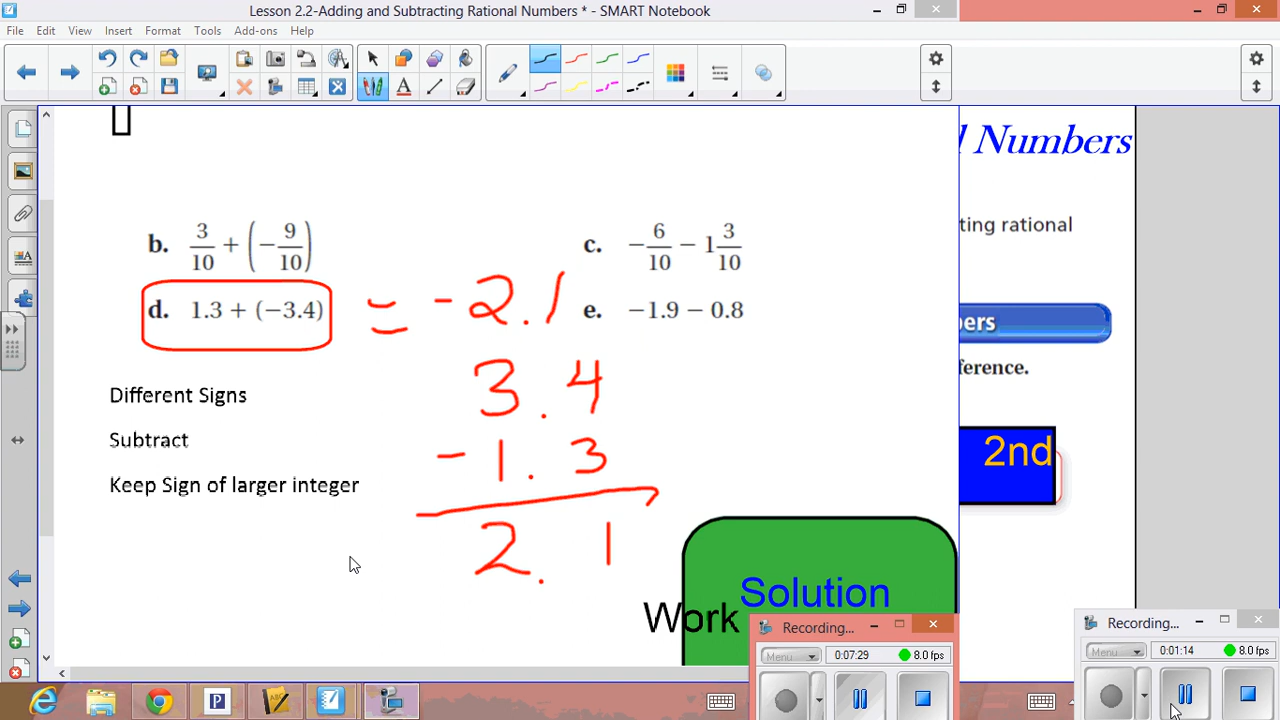 Lesson 2.2-Adding and Subtracting Rational Numbers * - SMART Notebook
File Edit View Insert Format Tools Add-ons Help
Numbers
ting rational
b. 3/10 + (-9/10)
c. -6/10 - 1 3/10
d. 1.3 + (-3.4) = -2.1
e. -1.9 - 0.8
bers
ference.
3.4
Different Signs
Subtract
- 1.3
2nd
Keep Sign of larger integer
2.1
Solution
Work
Recording...
Menu 0:07:29 8.0 fps
Recording...
Menu 0:01:14 8.0 fps